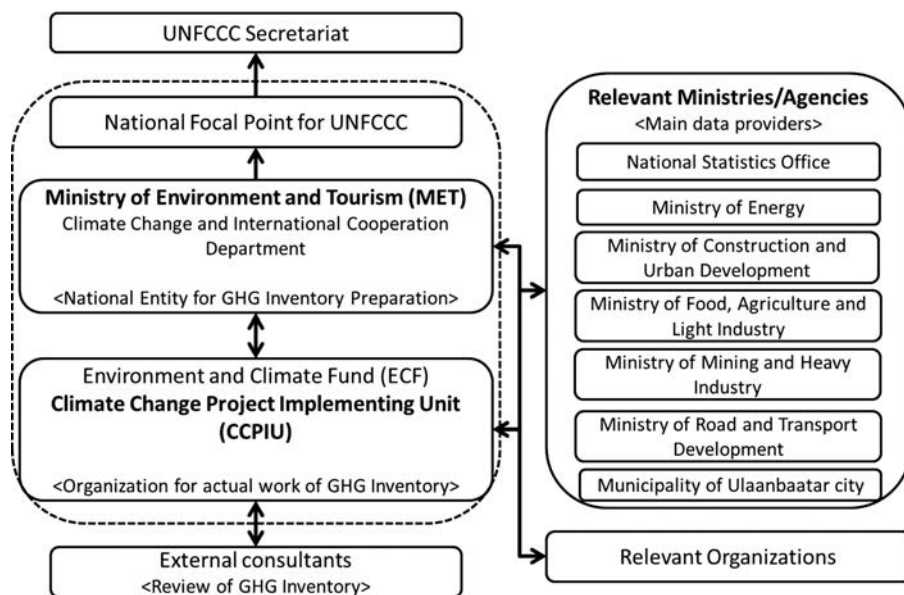 UNFCCC Secretariat
National Focal Point for UNFCCC
Ministry of Environment and Tourism (MET)
Climate Change and International Cooperation
Department
<National Entity for GHG Inventory Preparation>
Environment and Climate Fund (ECF)
Climate Change Project Implementing Unit
(CCPIU)
<Organization for actual work of GHG Inventory>
External consultants
<Review of GHG Inventory>
Relevant Ministries/Agencies
<Main data providers>
National Statistics Office
Ministry of Energy
Ministry of Construction and
Urban Development
Ministry of Food, Agriculture and
Light Industry
Ministry of Mining and Heavy
Industry
Ministry of Road and Transport
Development
Municipality of Ulaanbaatar city
Relevant Organizations